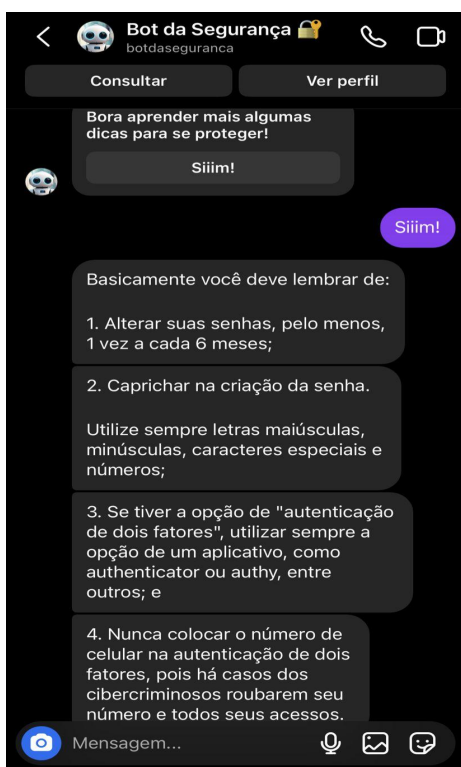 Bot da Segurança 🔐
botdaseguranca
Consultar
Ver perfil
Bora aprender mais algumas
dicas para se proteger!
Siiim!
Siiim!
Basicamente você deve lembrar de:
1. Alterar suas senhas, pelo menos,
1 vez a cada 6 meses;
2. Caprichar na criação da senha.
Utilize sempre letras maiúsculas,
minúsculas, caracteres especiais e
números;
3. Se tiver a opção de "autenticação
de dois fatores", utilizar sempre a
opção de um aplicativo, como
authenticator ou authy, entre
outros; e
4. Nunca colocar o número de
celular na autenticação de dois
fatores, pois há casos dos
cibercriminosos roubarem seu
número e todos seus acessos.
Mensagem...